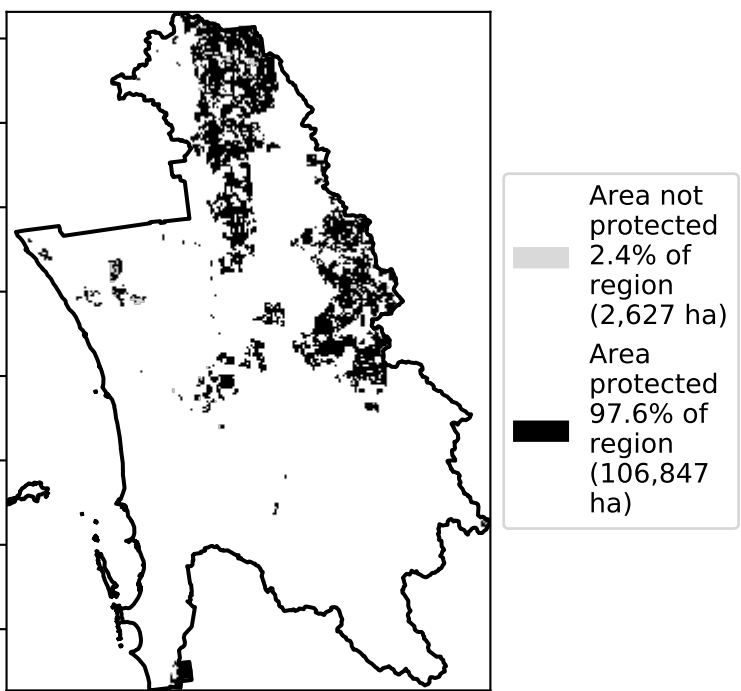 Area not
protected
2.4% of
region
(2,627 ha)
Area
protected
97.6% of
region
(106,847
ha)